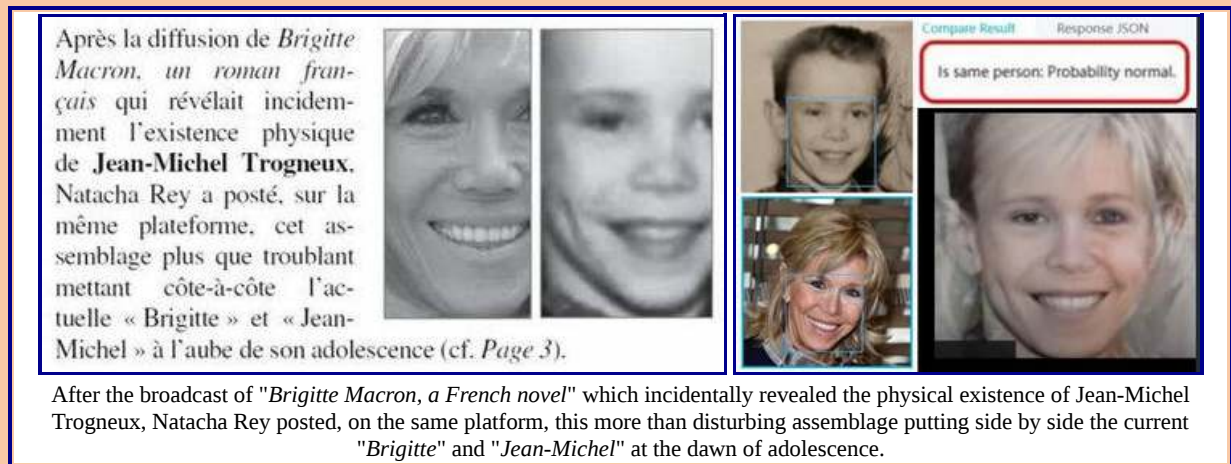 Après la diffusion de Brigitte
Macron, un roman fran-
çais qui révélait incidem-
ment l'existence physique
de Jean-Michel Trogneux,
Natacha Rey a posté, sur la
même plateforme, cet as-
semblage plus que troublant
mettant côte-à-côte l'ac-
tuelle « Brigitte » et « Jean-
Michel » à l'aube de son adolescence (cf. Page 3).
Compare Result Response JSON
Is same person: Probability normal.
After the broadcast of "Brigitte Macron, a French novel" which incidentally revealed the physical existence of Jean-Michel
Trogneux, Natacha Rey posted, on the same platform, this more than disturbing assemblage putting side by side the current
"Brigitte" and "Jean-Michel" at the dawn of adolescence.